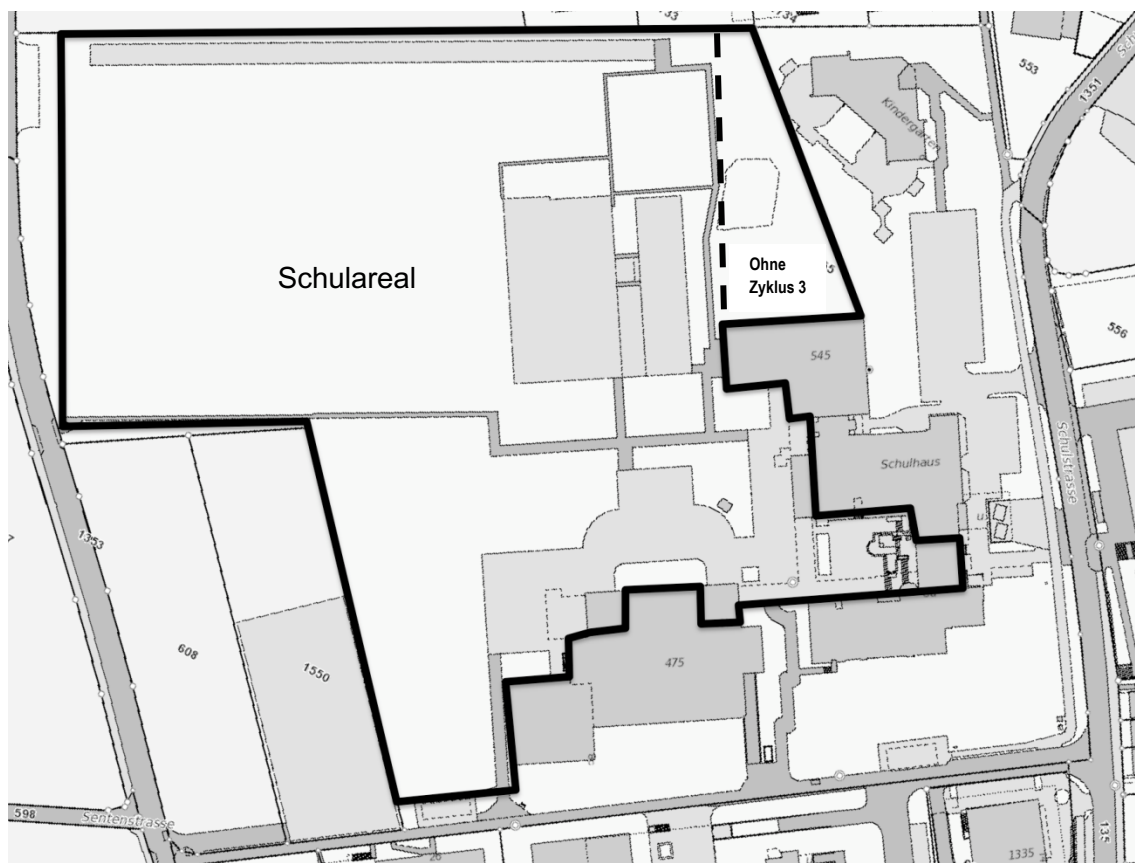 553
1351
Kindergarten
Schulareal
Ohne
Zyklus 3
545
556
Schulhaus
Schulstrasse
1353
608
1550
475
598
Sentenstrasse
1335